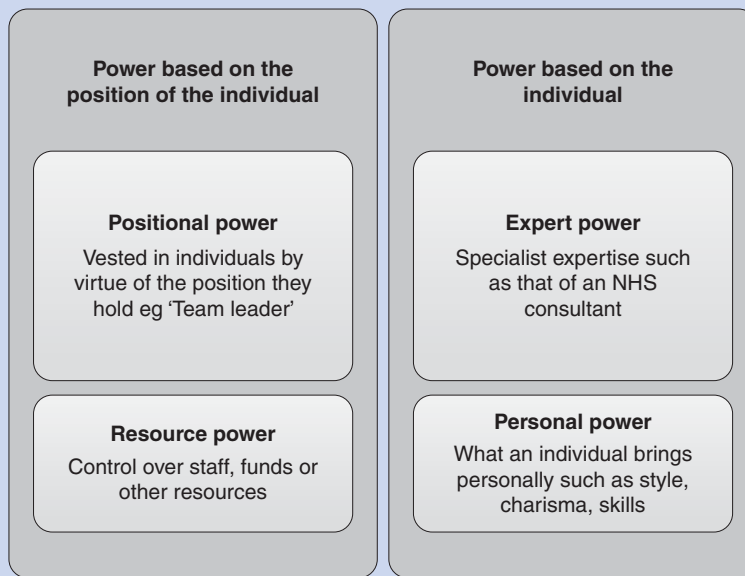 Power based on the
position of the individual
Positional power
Vested in individuals by
virtue of the position they
hold eg ‘Team leader’
Resource power
Control over staff, funds or
other resources
Power based on the
individual
Expert power
Specialist expertise such
as that of an NHS
consultant
Personal power
What an individual brings
personally such as style,
charisma, skills